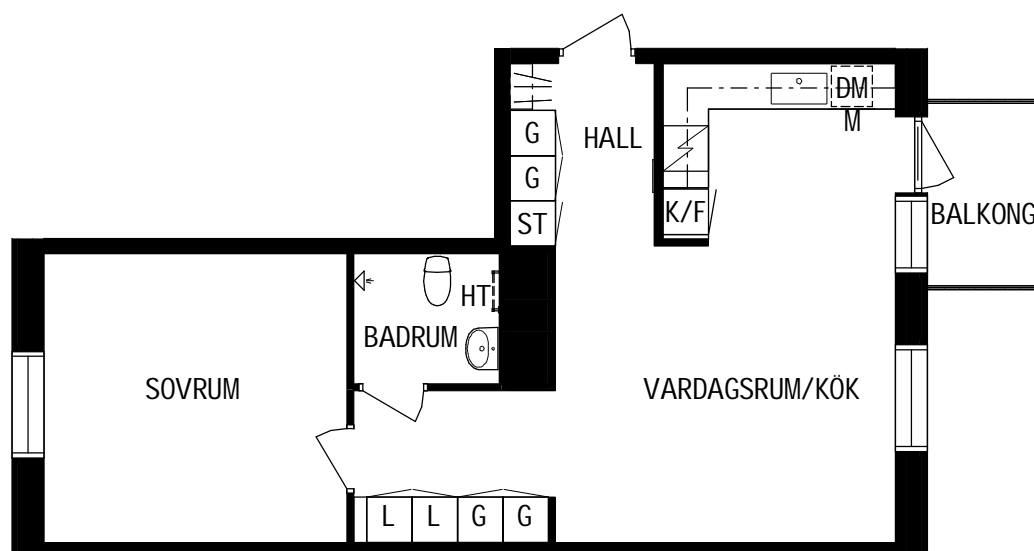 DM
M
G
HALL
G
K/F
ST
BALKONG
HT
BADRUM
SOVRUM
VARDAGSRUM/KÖK
L L G G